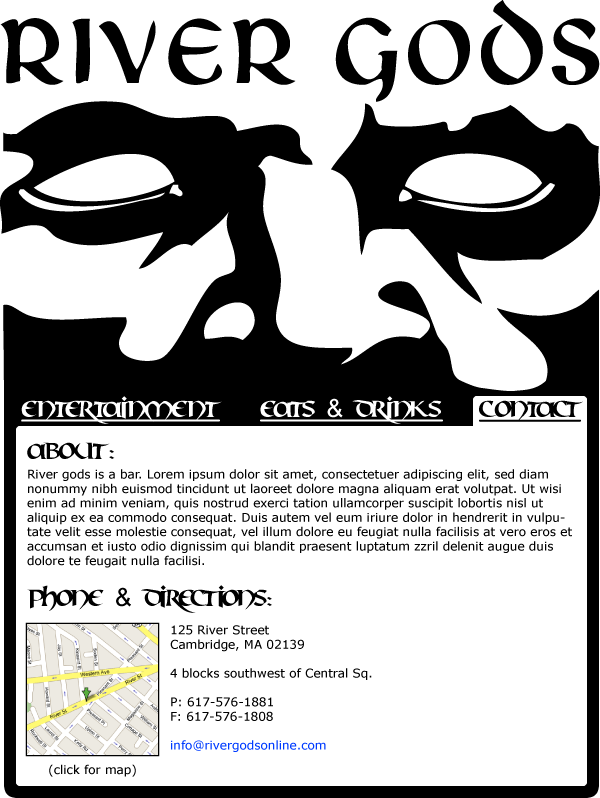 RIVER GODS
ENTERTAINMENT EATS & DRINKS CONTACT
ABOUT:
River gods is a bar. Lorem ipsum dolor sit amet, consectetuer adipiscing elit, sed diam
nonummy nibh euismod tincidunt ut laoreet dolore magna aliquam erat volutpat. Ut wisi
enim ad minim veniam, quis nostrud exerci tation ullamcorper suscipit lobortis nisl ut
aliquip ex ea commodo consequat. Duis autem vel eum iriure dolor in hendrerit in vulpu-
tate velit esse molestie consequat, vel illum dolore eu feugiat nulla facilisis at vero eros et
accumsan et iusto odio dignissim qui blandit praesent luptatum zzril delenit augue duis
dolore te feugait nulla facilisi.
PHONE & DIRECTIONS:
125 River Street
Cambridge, MA 02139
4 blocks southwest of Central Sq.
P: 617-576-1881
F: 617-576-1808
info@rivergodsonline.com
Western Ave
River St
River St
(click for map)